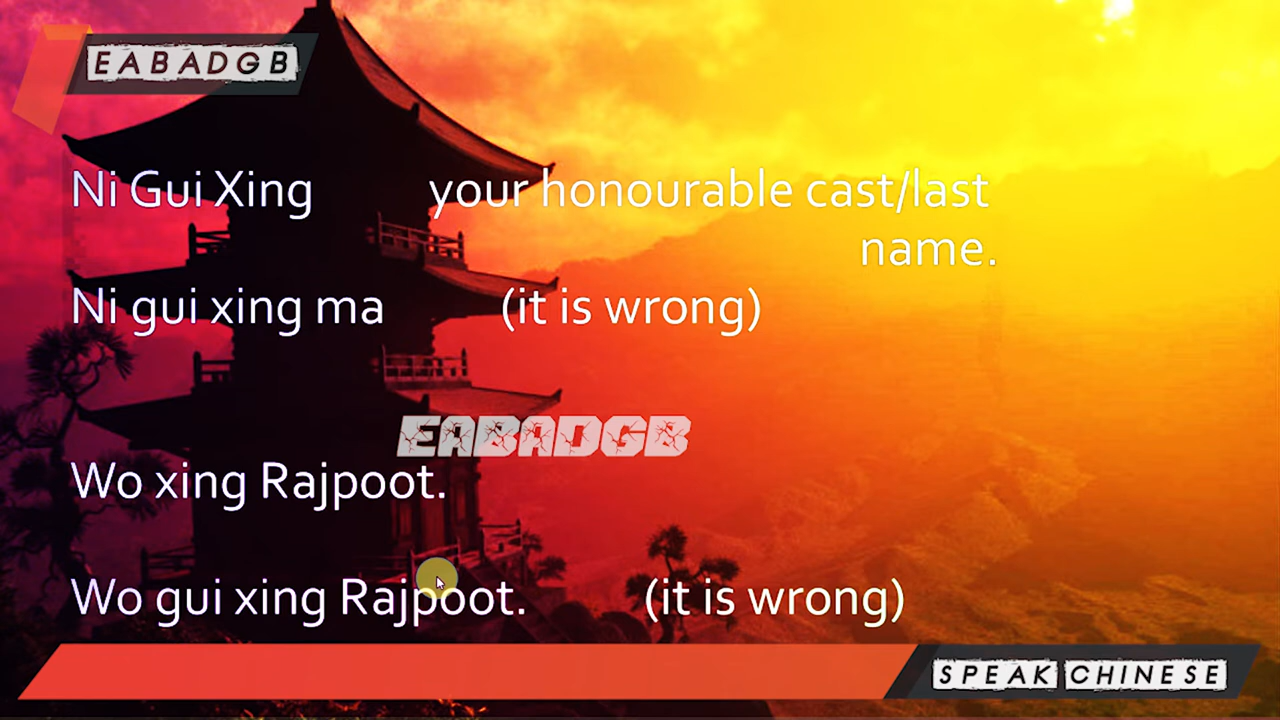 EABADGB
Ni Gui Xing your honourable cast/last
name.
Ni gui xing ma (it is wrong)
EABADGB
Wo xing Rajpoot.
Wo gui xing Rajpoot. (it is wrong)
SPEAK CHINESE